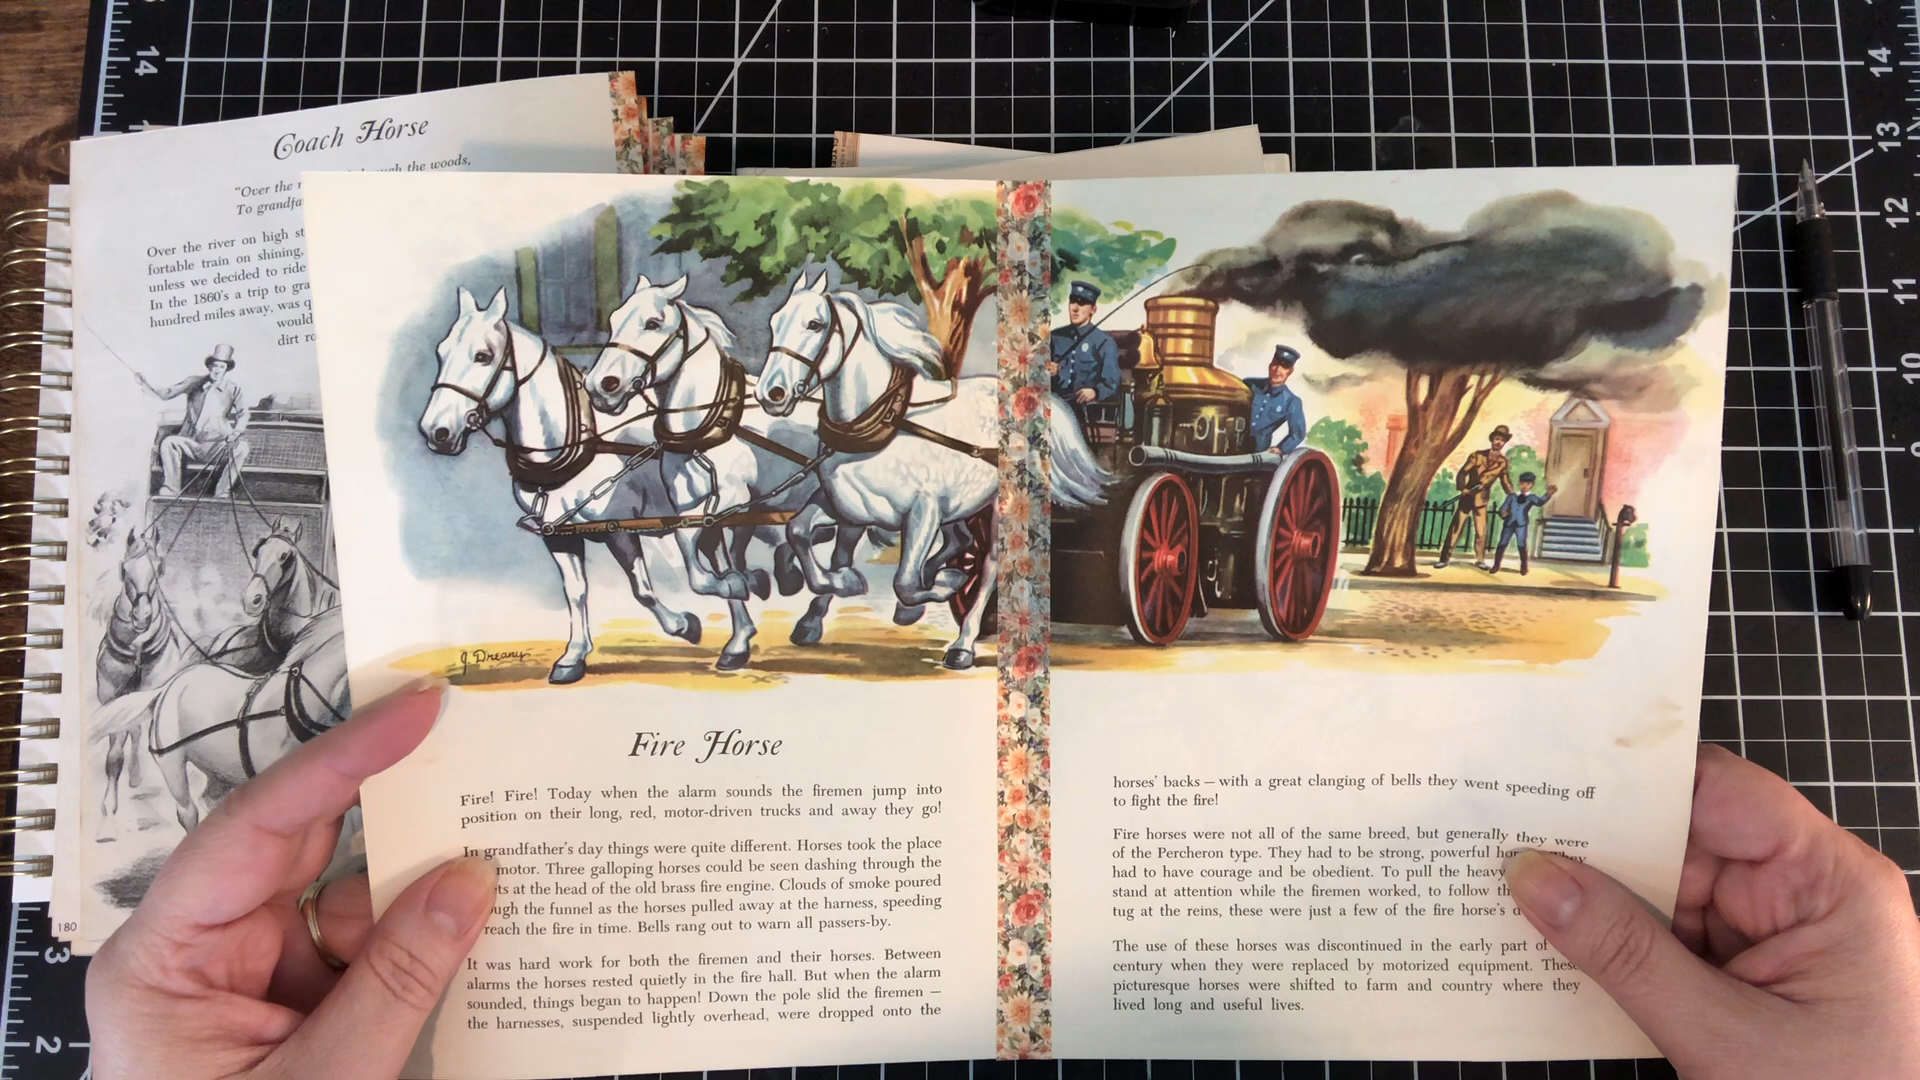 Coach Horse
"Over the
through the woods,
To grandfa
Over the river on high st
fortable train on shining,
unless we decided to ride
In the 1860's a trip to gra
hundred miles away, was q
would
dirt ro
180
J. Dreany
Fire Horse
Fire! Fire! Today when the alarm sounds the firemen jump into
position on their long, red, motor-driven trucks and away they go!
In grandfather's day things were quite different. Horses took the place
motor. Three galloping horses could be seen dashing through the
ts at the head of the old brass fire engine. Clouds of smoke poured
ugh the funnel as the horses pulled away at the harness, speeding
reach the fire in time. Bells rang out to warn all passers-by.
It was hard work for both the firemen and their horses. Between
alarms the horses rested quietly in the fire hall. But when the alarm
sounded, things began to happen! Down the pole slid the firemen —
the harnesses, suspended lightly overhead, were dropped onto the
horses' backs — with a great clanging of bells they went speeding off
to fight the fire!
Fire horses were not all of the same breed, but generally they were
of the Percheron type. They had to be strong, powerful
had to have courage and be obedient. To pull the heavy
stand at attention while the firemen worked, to follow
tug at the reins, these were just a few of the fire horse's
The use of these horses was discontinued in the early part of
century when they were replaced by motorized equipment. These
picturesque horses were shifted to farm and country where they
lived long and useful lives.
14
3
2
14
13
12
11
10
9